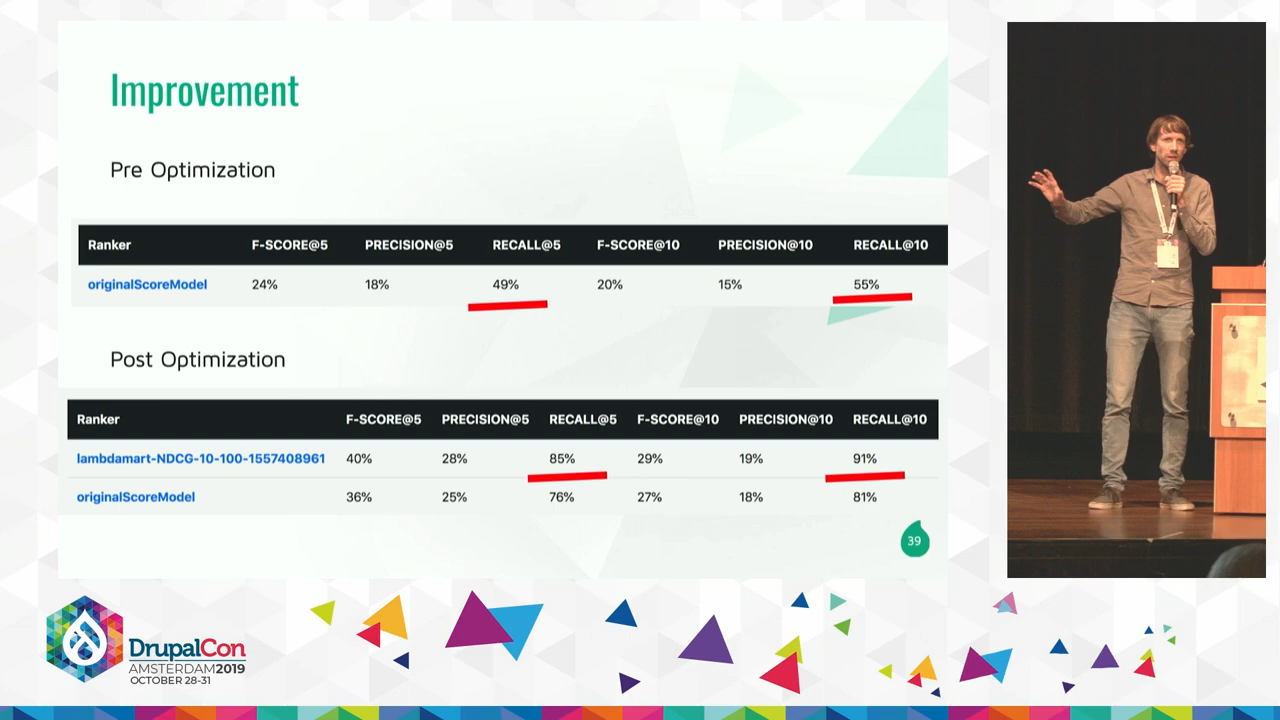 Improvement
Pre Optimization
Ranker F-SCORE@5 PRECISION@5 RECALL@5 F-SCORE@10 PRECISION@10 RECALL@10
originalScoreModel 24% 18% 49% 20% 15% 55%
Post Optimization
Ranker F-SCORE@5 PRECISION@5 RECALL@5 F-SCORE@10 PRECISION@10 RECALL@10
lambdamart-NDCG-10-100-1557408961 40% 28% 85% 29% 19% 91%
originalScoreModel 36% 25% 76% 27% 18% 81%
39
DrupalCon
AMSTERDAM2019
OCTOBER 28-31